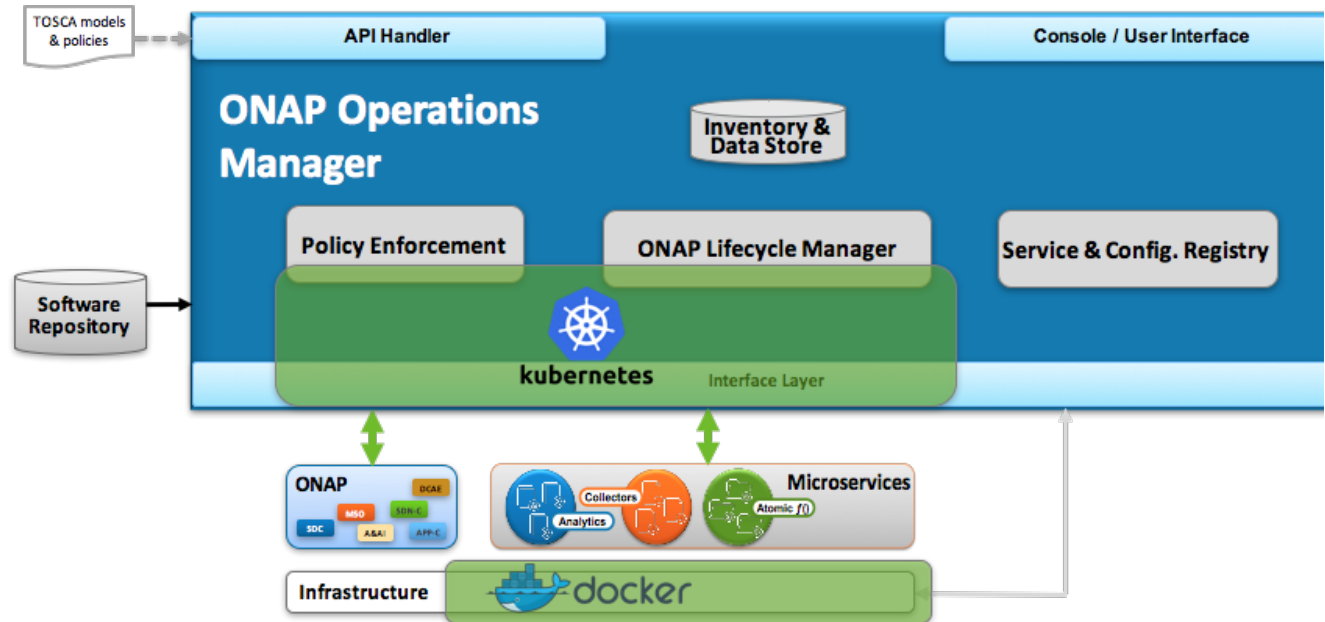 TOSCA models
& policies
API Handler
Console / User Interface
ONAP Operations
Manager
Inventory &
Data Store
Policy Enforcement
ONAP Lifecycle Manager
Service & Config. Registry
Software
Repository
kubernetes
Interface Layer
ONAP
DCAE
MSO
SDN-C
SDC
A&AI
APP-C
Microservices
Collectors
Analytics
Atomic ƒ()
Infrastructure
docker